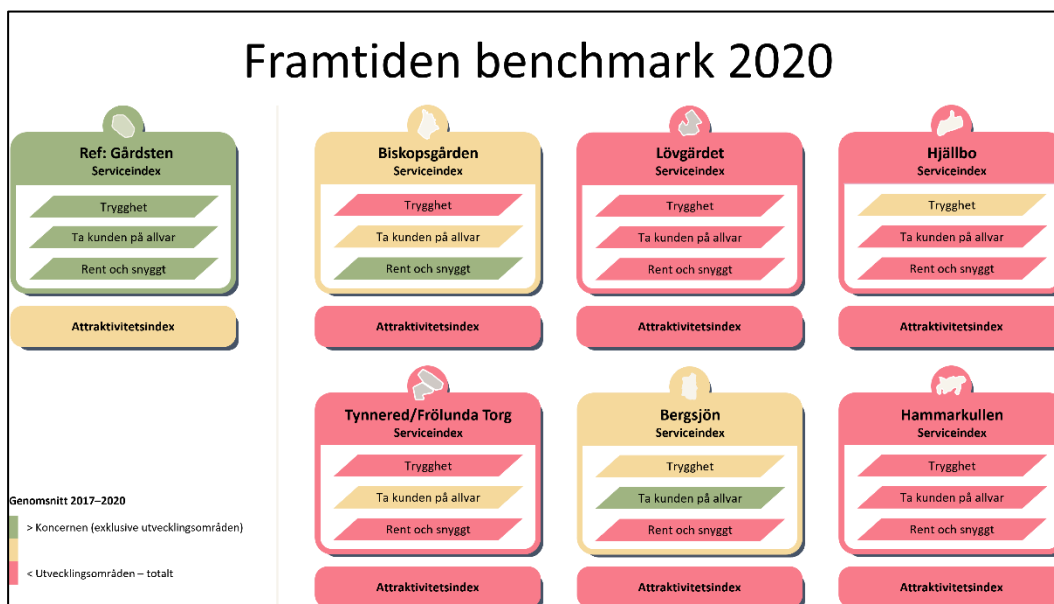 Framtiden benchmark 2020
Ref: Gårdsten
Serviceindex
Trygghet
Ta kunden på allvar
Rent och snyggt
Attraktivitetsindex
Biskopsgården
Serviceindex
Trygghet
Ta kunden på allvar
Rent och snyggt
Attraktivitetsindex
Lövgärdet
Serviceindex
Trygghet
Ta kunden på allvar
Rent och snyggt
Attraktivitetsindex
Hjällbo
Serviceindex
Trygghet
Ta kunden på allvar
Rent och snyggt
Attraktivitetsindex
Tynnered/Frölunda Torg
Serviceindex
Trygghet
Ta kunden på allvar
Rent och snyggt
Attraktivitetsindex
Bergsjön
Serviceindex
Trygghet
Ta kunden på allvar
Rent och snyggt
Attraktivitetsindex
Hammarkullen
Serviceindex
Trygghet
Ta kunden på allvar
Rent och snyggt
Attraktivitetsindex
Genomsnitt 2017–2020
> Koncernen (exklusive utvecklingsområden)
< Utvecklingsområden – totalt